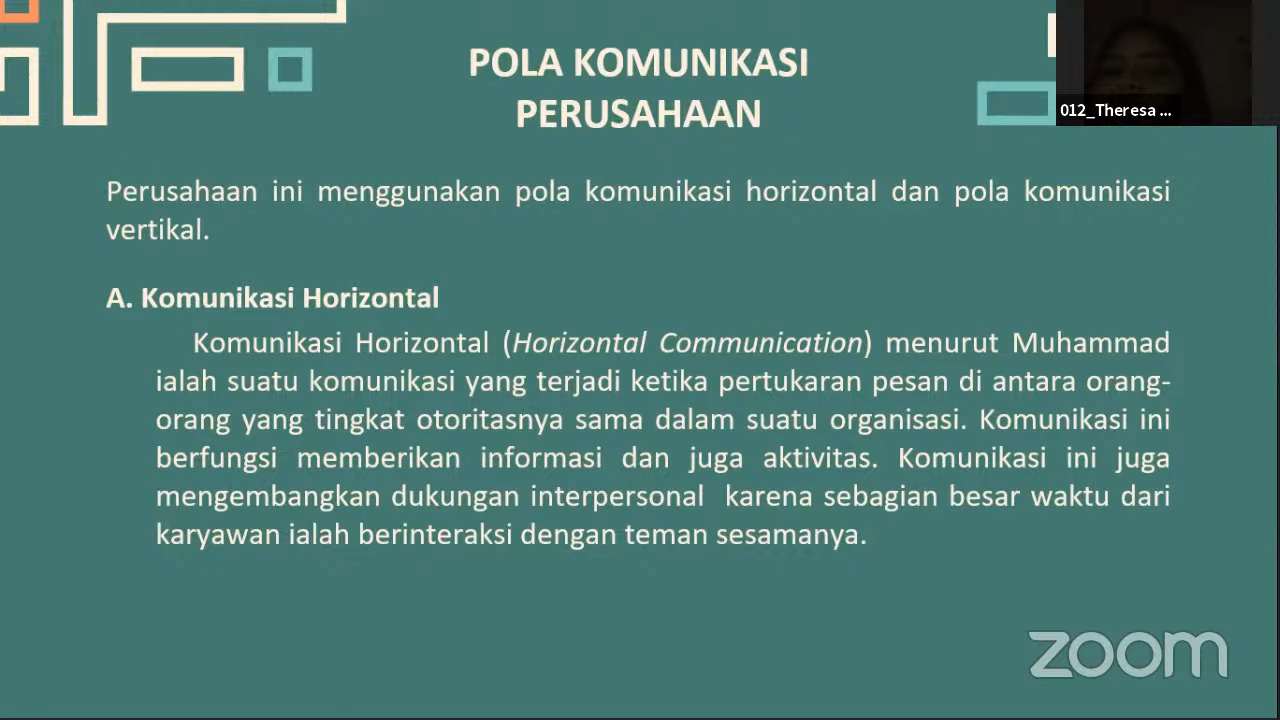 POLA KOMUNIKASI
PERUSAHAAN
012_Theresa ...
Perusahaan ini menggunakan pola komunikasi horizontal dan pola komunikasi
vertikal.
A. Komunikasi Horizontal
Komunikasi Horizontal (Horizontal Communication) menurut Muhammad
ialah suatu komunikasi yang terjadi ketika pertukaran pesan di antara orang-
orang yang tingkat otoritasnya sama dalam suatu organisasi. Komunikasi ini
berfungsi memberikan informasi dan juga aktivitas. Komunikasi ini juga
mengembangkan dukungan interpersonal karena sebagian besar waktu dari
karyawan ialah berinteraksi dengan teman sesamanya.
zoom